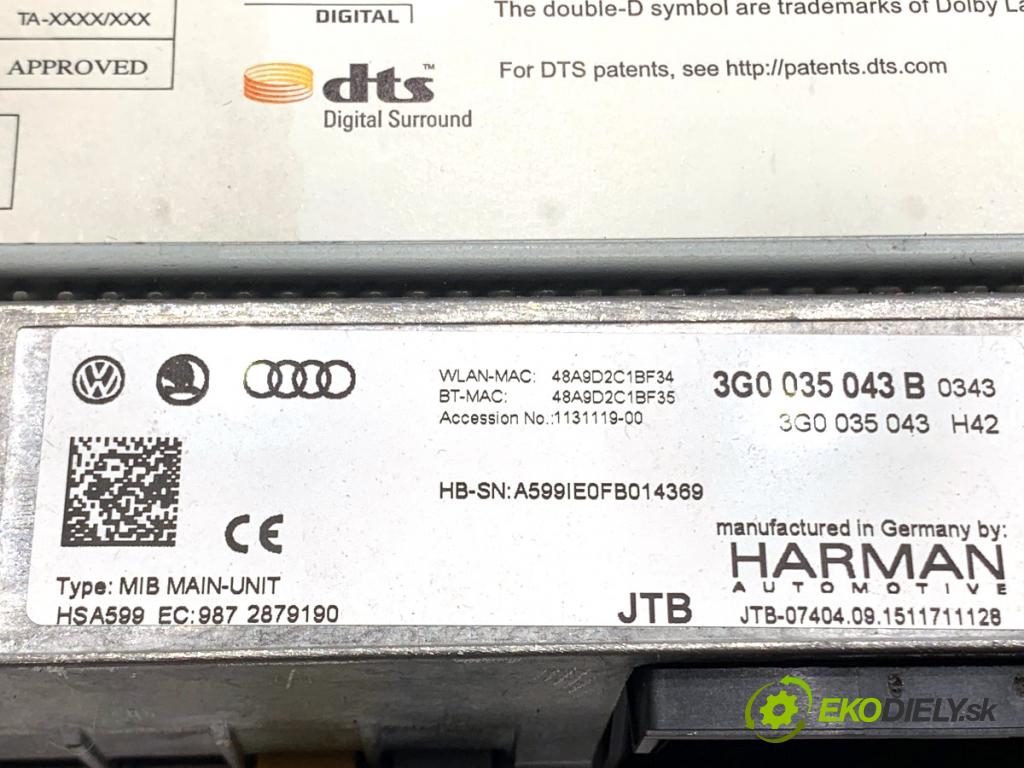 TA-XXXX/XXX
APPROVED
DIGITAL
The double-D symbol are trademarks of Dolby La
dts™
Digital Surround
For DTS patents, see http://patents.dts.com
WLAN-MAC: 48A9D2C1BF34
BT-MAC: 48A9D2C1BF35
Accession No.:1131119-00
3G0 035 043 B 0343
3G0 035 043 H42
HB-SN:A599IE0FB014369
CE
Type: MIB MAIN-UNIT
HSA599 EC:987 2879190
manufactured in Germany by:
HARMAN
AUTOMOTIVE
JTB
JTB-07404.09.1511711128
EKODIELY.sk